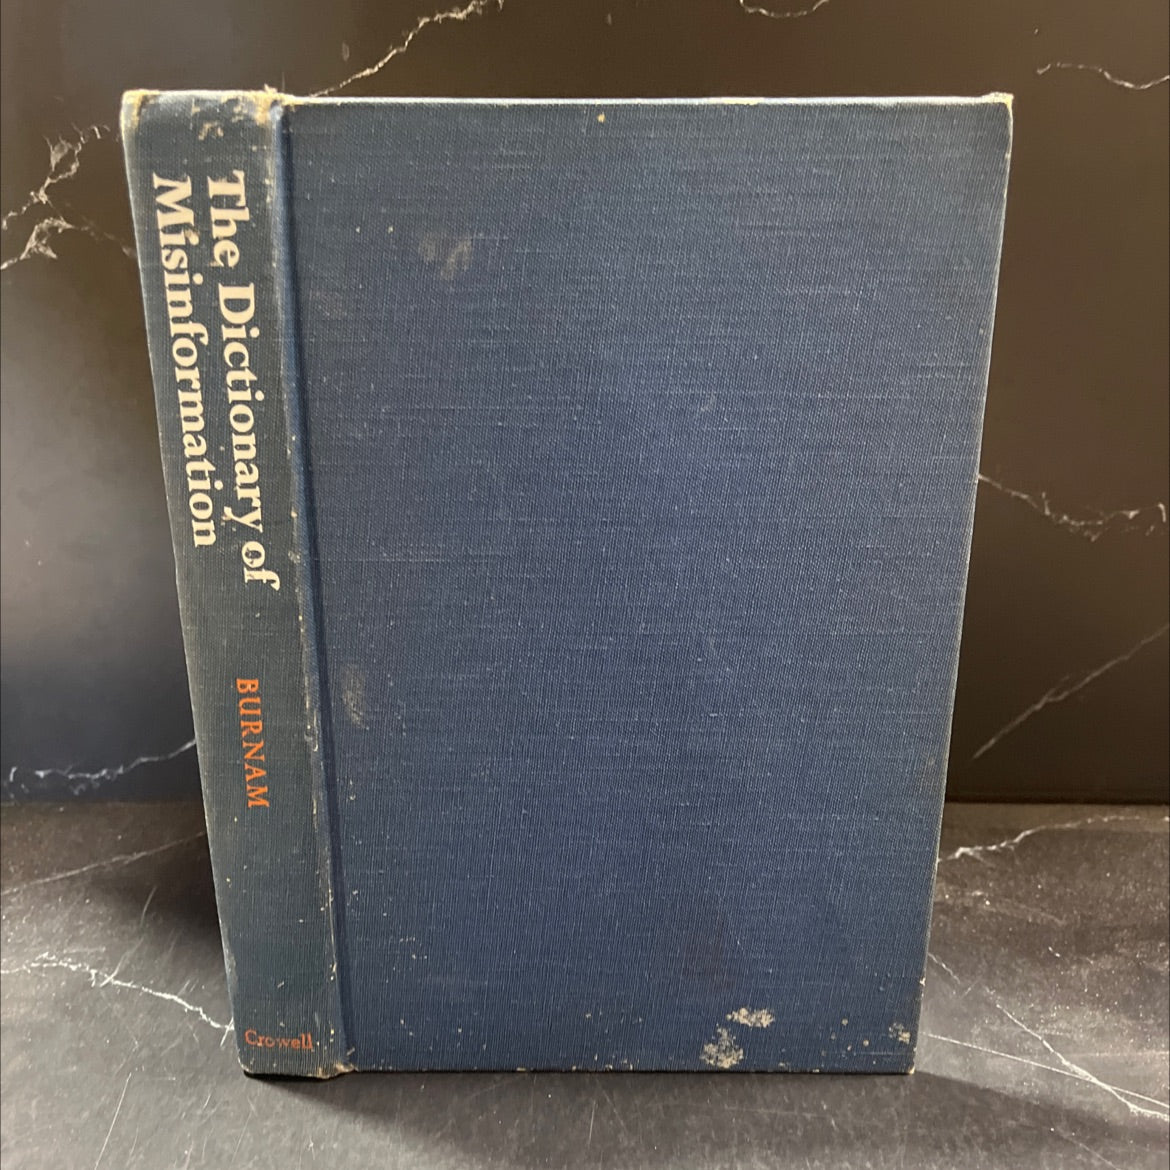 The Dictionary of
Misinformation
BURNAM
Crowell